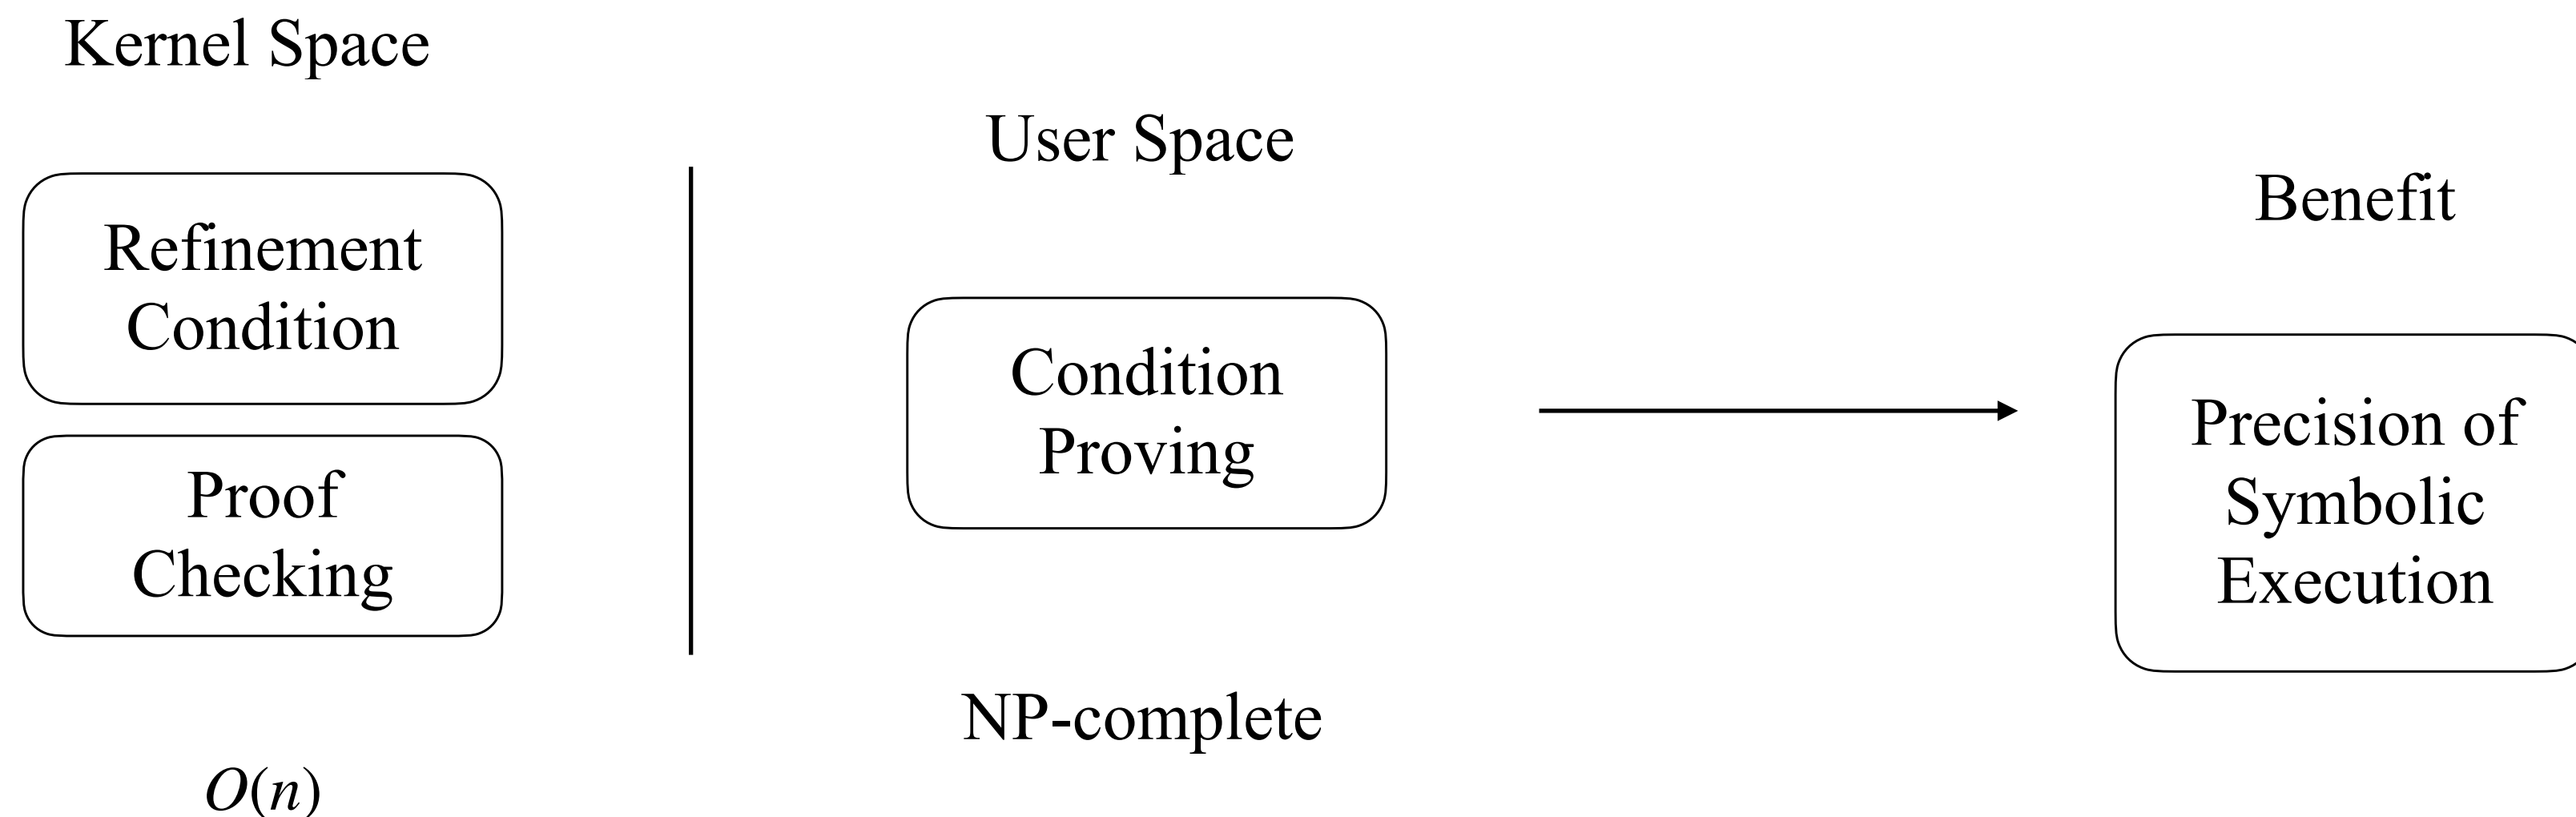 Kernel Space
Refinement
Condition
Proof
Checking
O(n)
User Space
Condition
Proving
NP-complete
Benefit
Precision of
Symbolic
Execution